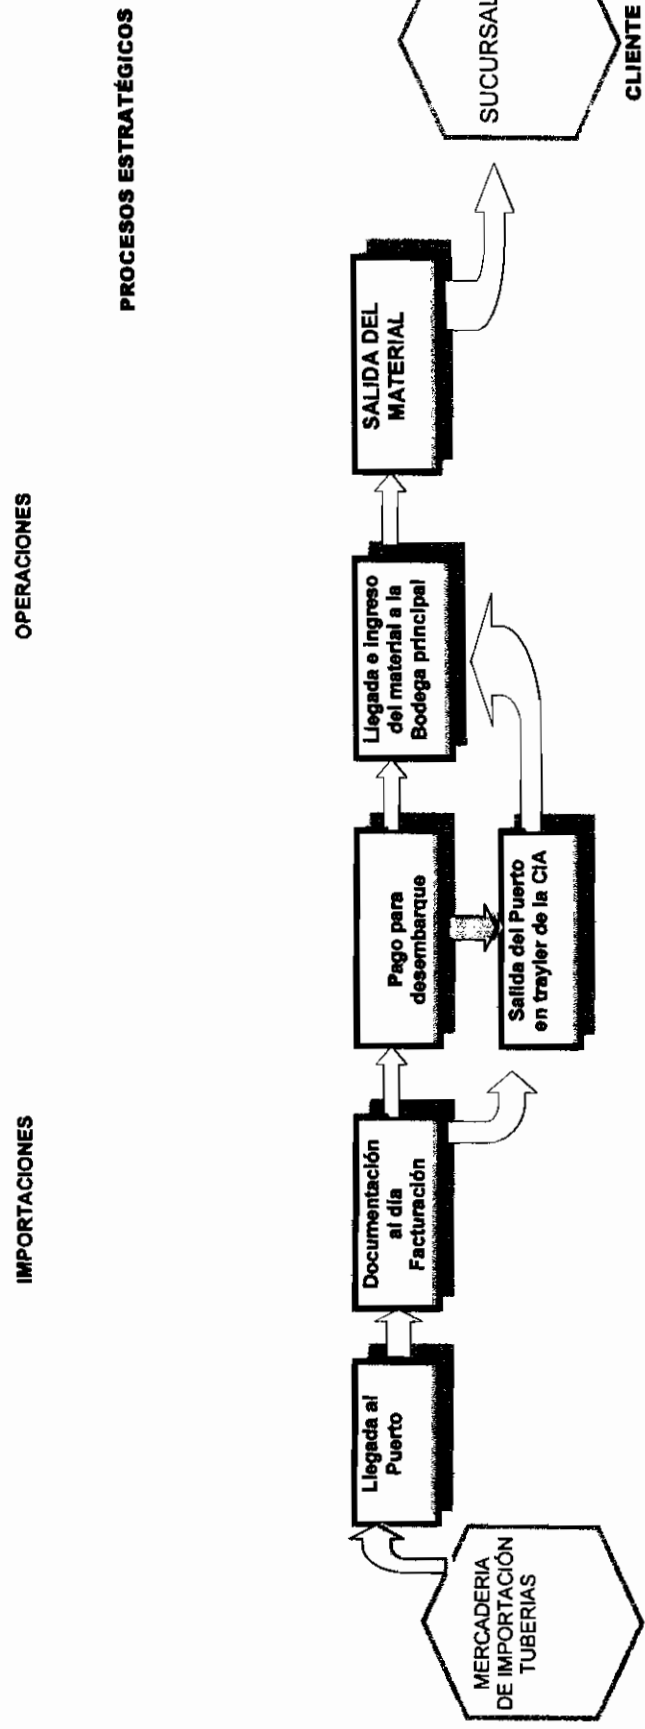 IMPORTACIONES
OPERACIONES
PROCESOS ESTRATÉGICOS
MERCADERIA
DE IMPORTACIÓN
TUBERIAS
Llegada al
Puerto
Documentación
al día
Facturación
Pago para
desembarque
Salida del Puerto
en trayler de la CIA
Llegada e ingreso
del material a la
Bodega principal
SALIDA DEL
MATERIAL
SUCURSAL
CLIENTE